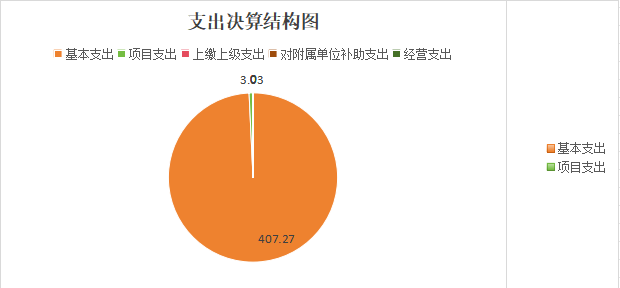 支出决算结构图
基本支出 项目支出 上缴上级支出 对附属单位补助支出 经营支出
3.03
407.27
基本支出
项目支出